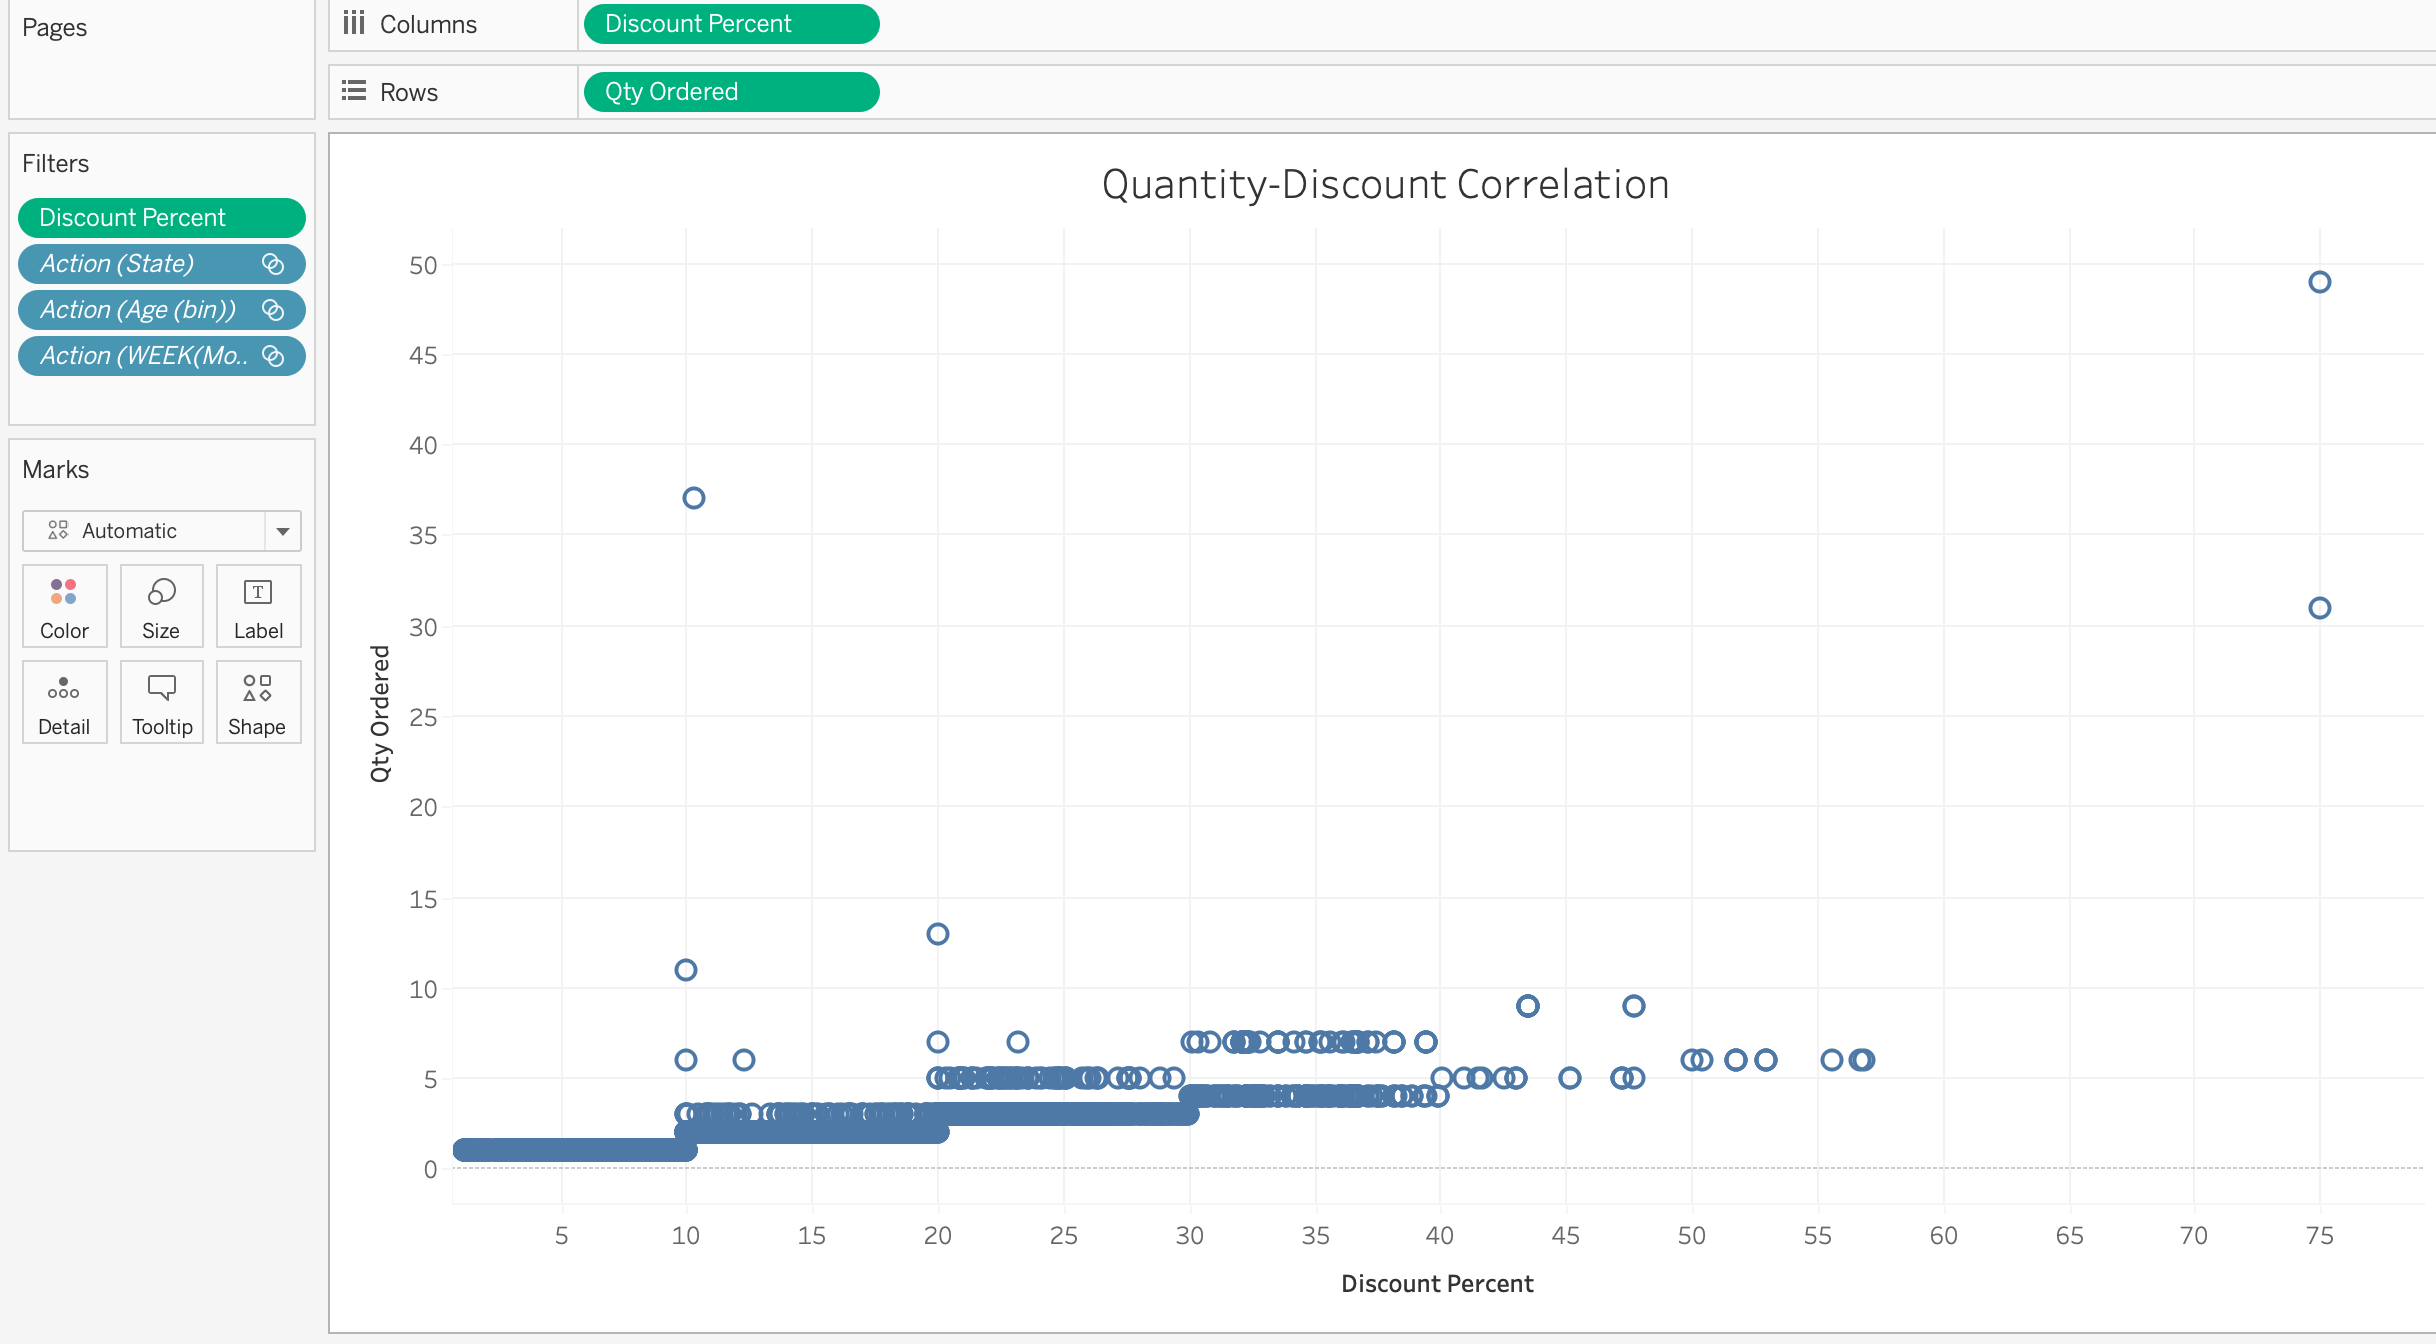 Pages
Columns
Discount Percent
Rows
Qty Ordered
Filters
Discount Percent
Action (State)
Action (Age (bin))
Action (WEEK(Mo..
Marks
Automatic
Color
Size
T
Label
Detail
Tooltip
Shape
Quantity-Discount Correlation
Qty Ordered
50
45
40
35
30
25
20
15
10
5
0
5 10 15 20 25 30 35 40 45 50 55 60 65 70 75
Discount Percent